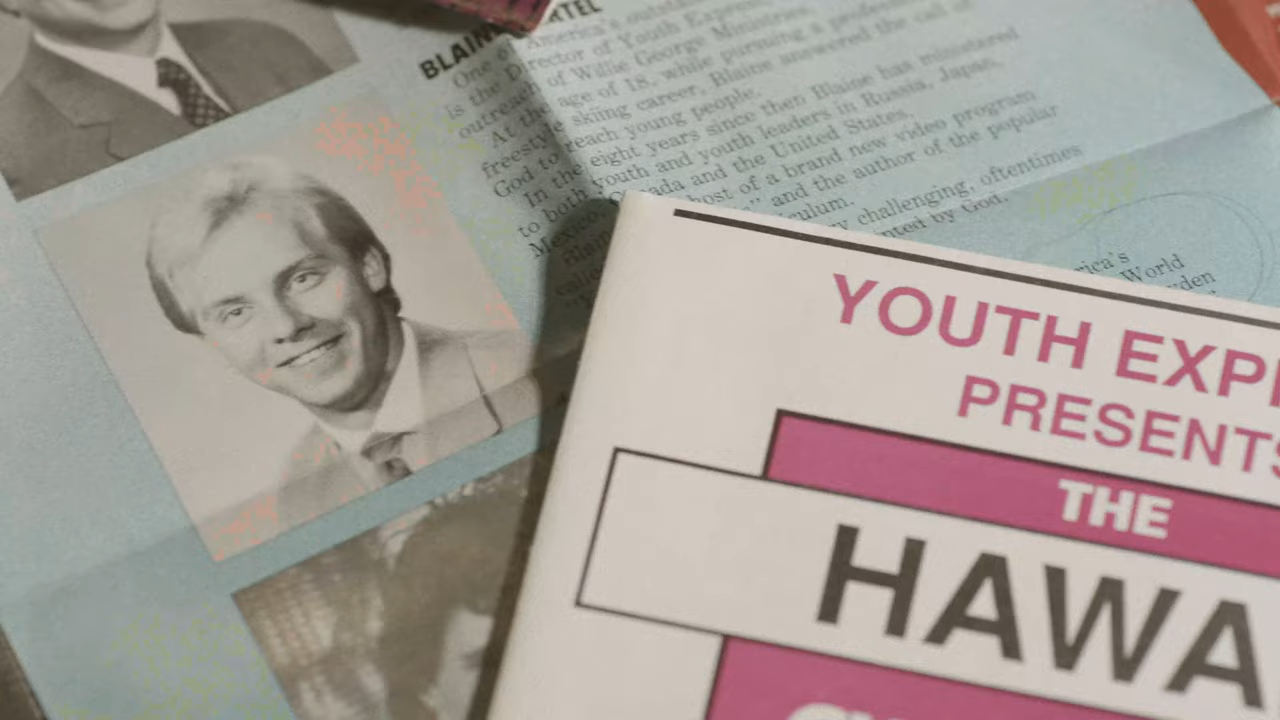 BLAINE
TEL
America's outstanding
One of
is the Director of Youth Express,
outreach of Willie George Ministries.
At the age of 18, while pursuing a professional
freestyle skiing career, Blaine answered the call of
God to reach young people.
In the eight years since then Blaine has ministered
to both youth and youth leaders in Russia, Japan,
Mexico, Canada and the United States.
Blaine
host of a brand new video program
and the author of the popular
challenging, oftentimes
by God.
World
YOUTH EXP
PRESENTS
THE
HAWA